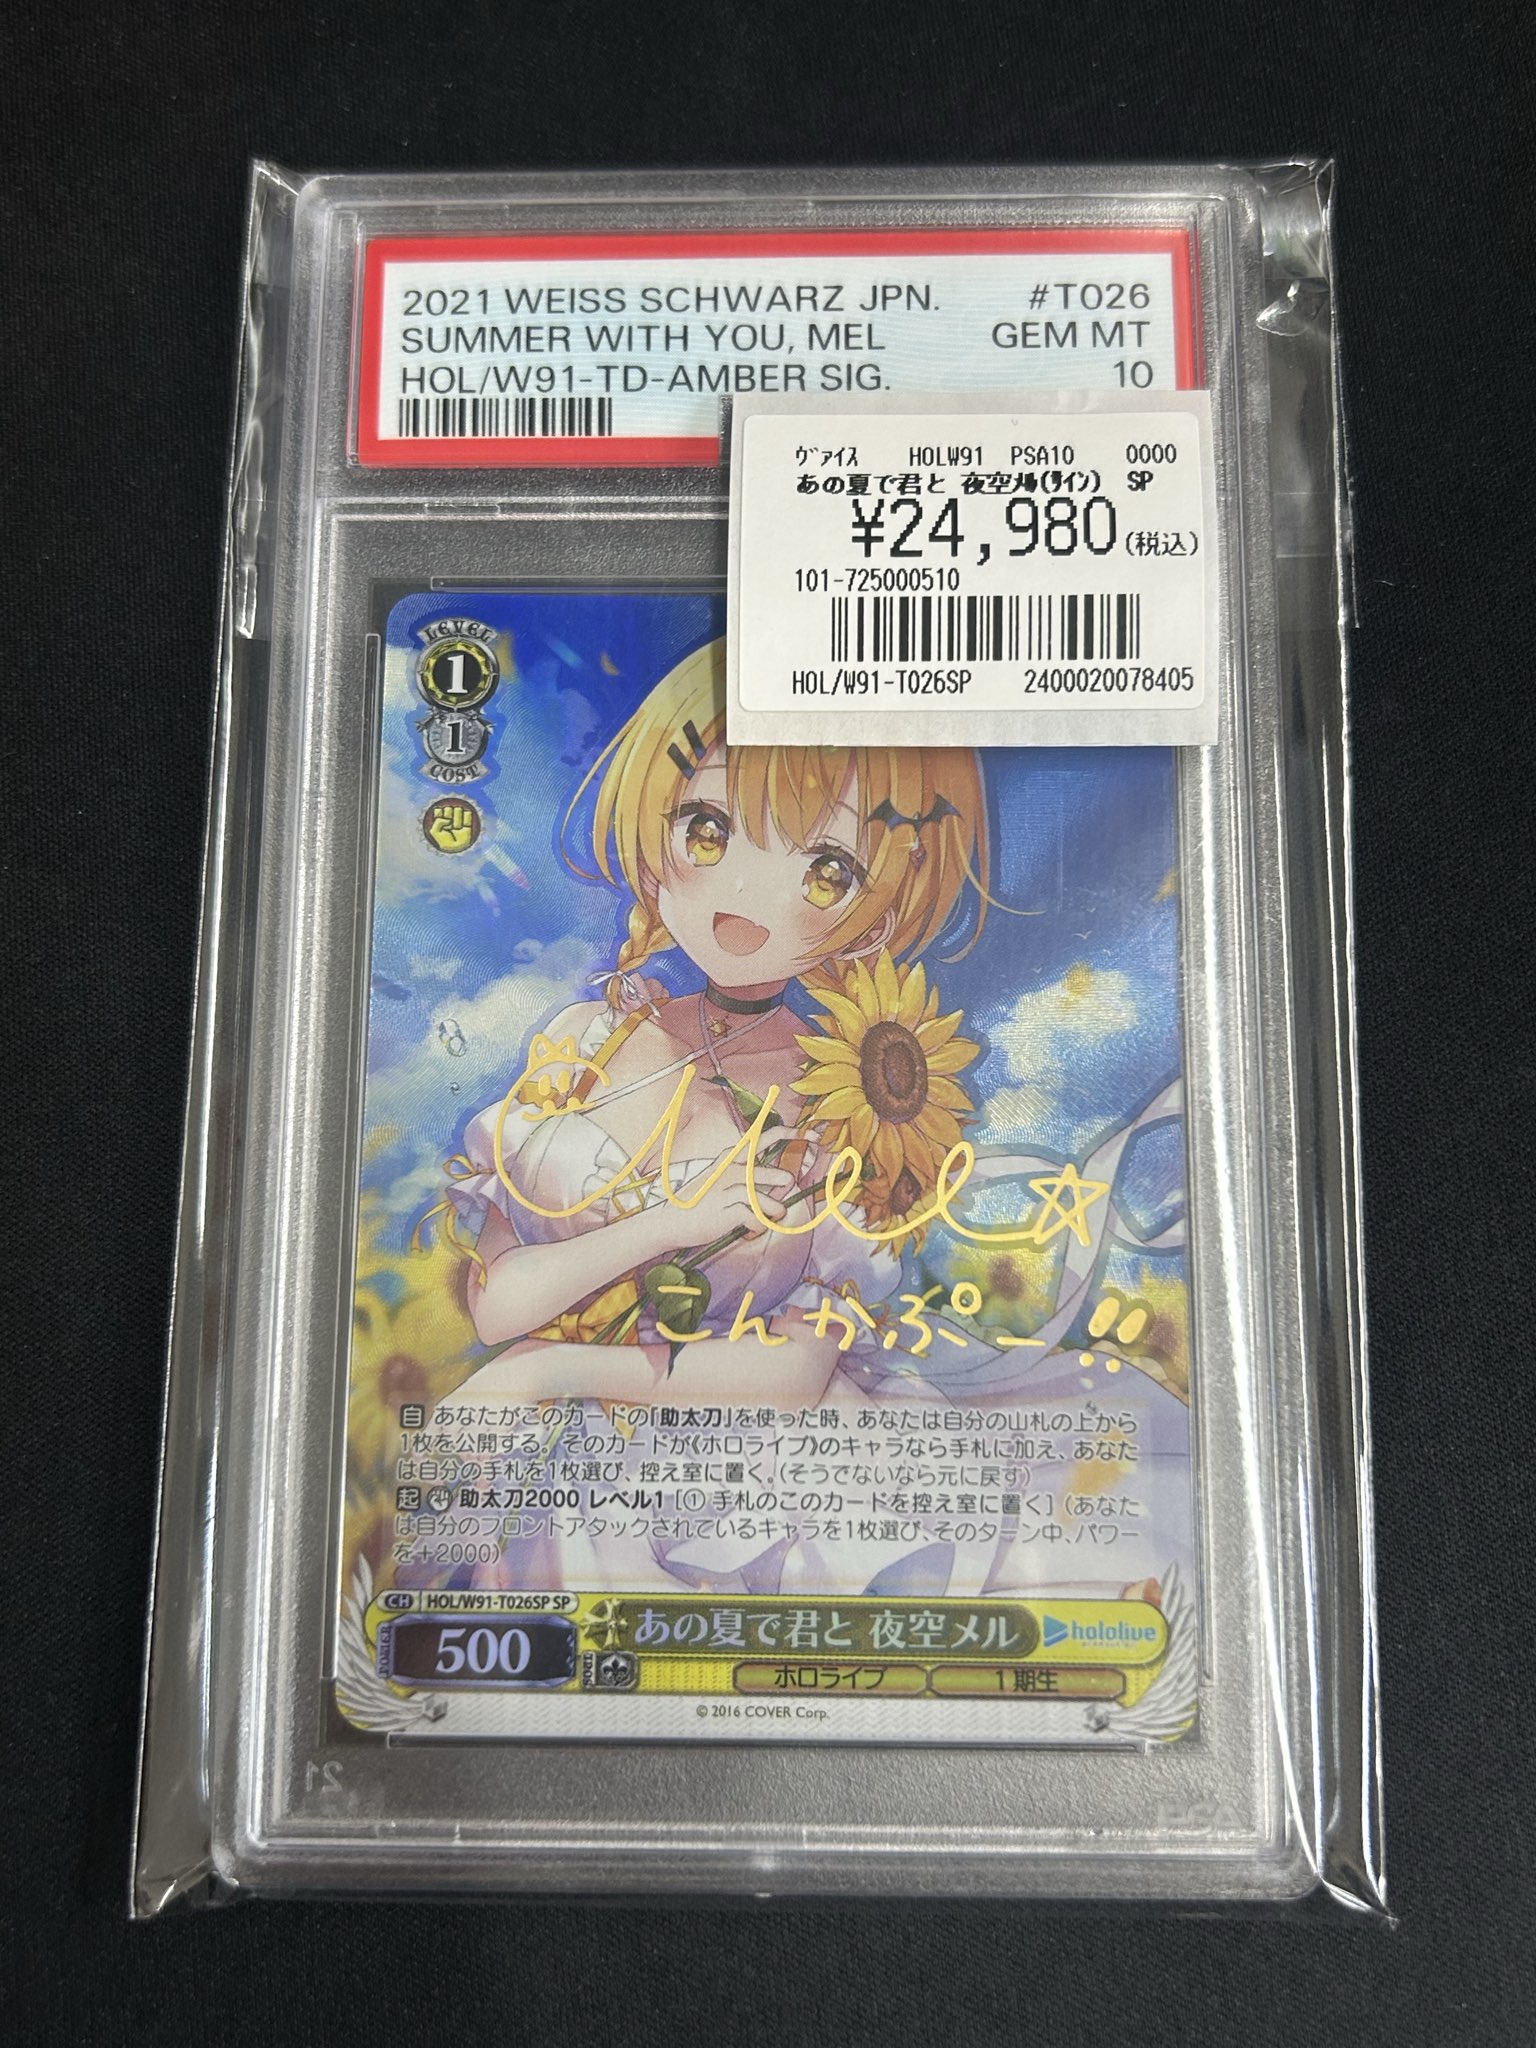 2021 WEISS SCHWARZ JPN. #T026
SUMMER WITH YOU, MEL GEM MT
HOL/W91-TD-AMBER SIG. 10
ヴァイス HOLW91 PSA10 0000
あの夏で君と 夜空メル(サイン) SP
¥24,980(税込)
101-725000510
HOL/W91-T026SP 2400020078405
LEVEL
1
1
COST
Mel
こんかぷー!!
自 あなたがこのカードの「助太刀」を使った時、あなたは自分の山札の上から
1枚を公開する。そのカードが《ホロライブ》のキャラなら手札に加え、あなた
は自分の手札を1枚選び、控え室に置く。(そうでないなら元に戻す)
起 助太刀2000 レベル1 [① 手札のこのカードを控え室に置く] (あなた
は自分のフロントアタックされているキャラを1枚選び、そのターン中、パワー
を+2000)
CH HOL/W91-T026SP SP
POWER 500 SOUL あの夏で君と 夜空メル hololive
ホロライブ 1期生
© 2016 COVER Corp.